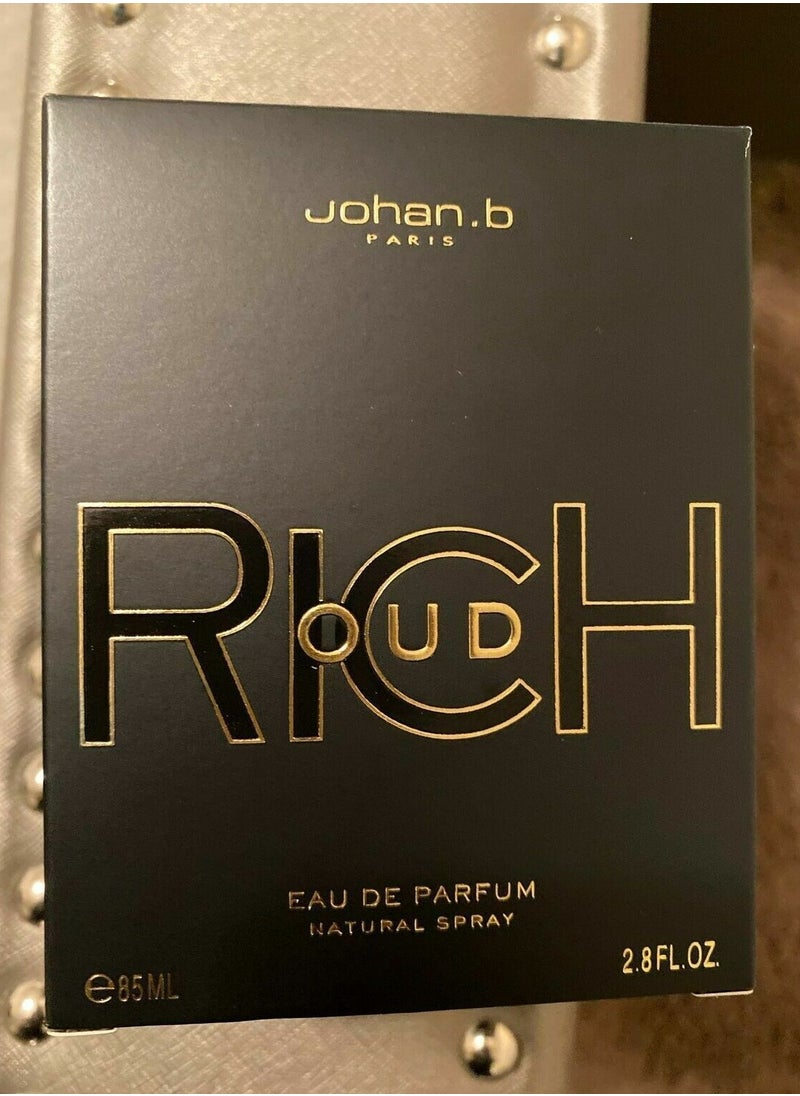 Johan.b
PARIS
RICH
OUD
EAU DE PARFUM
NATURAL SPRAY
2.8FL.OZ.
℮85ML